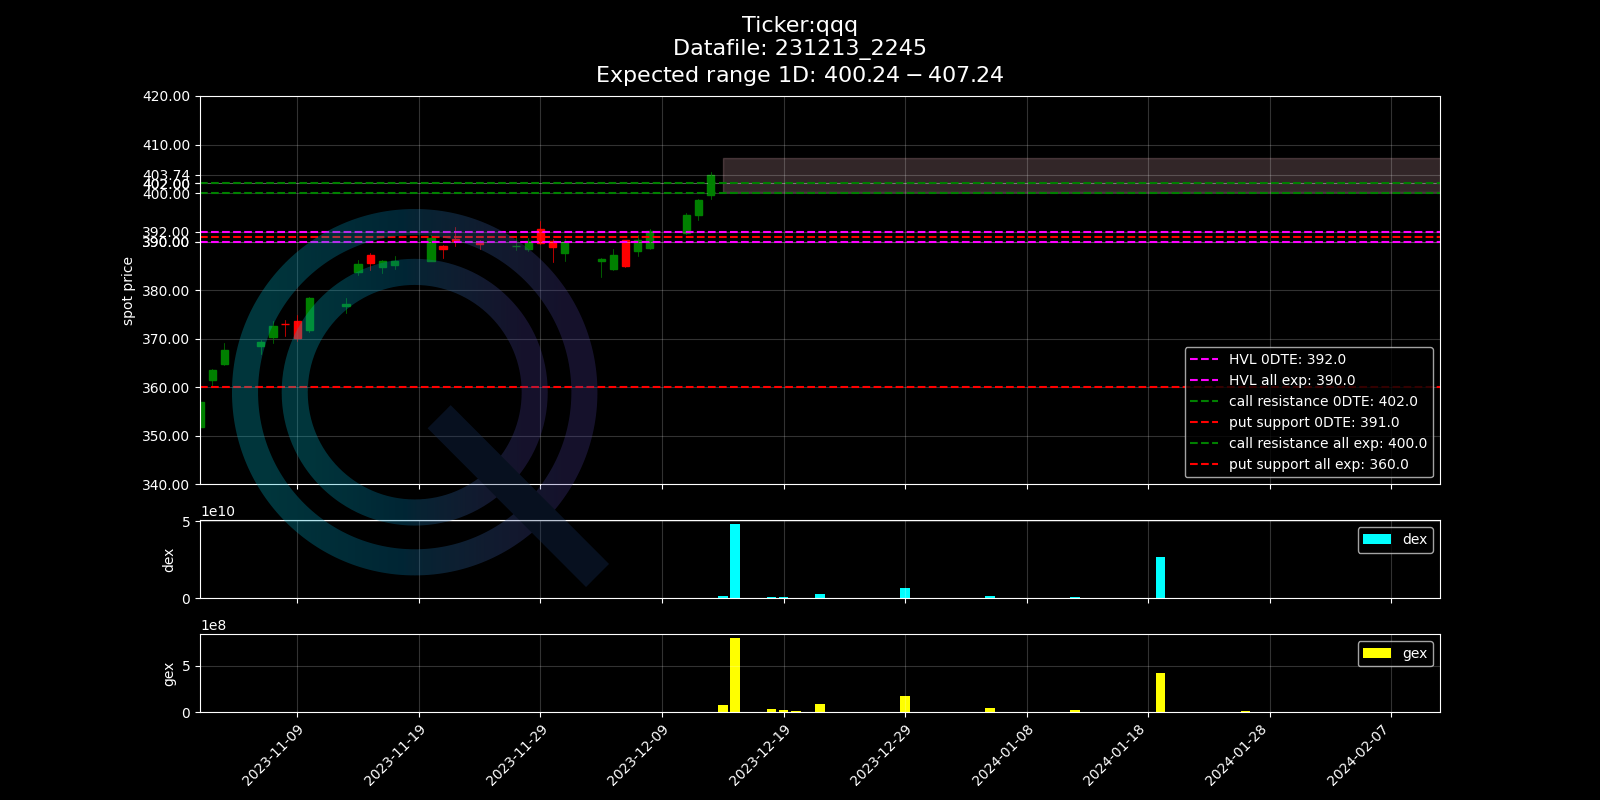 Ticker:qqq
Datafile: 231213_2245
Expected range 1D: 400.24 − 407.24
420.00
410.00
403.74
402.00
400.00
392.00
390.00
380.00
370.00
360.00
350.00
340.00
spot price
HVL 0DTE: 392.0
HVL all exp: 390.0
call resistance 0DTE: 402.0
put support 0DTE: 391.0
call resistance all exp: 400.0
put support all exp: 360.0
1e10
5
0
dex
dex
1e8
5
0
gex
gex
2023-11-09
2023-11-19
2023-11-29
2023-12-09
2023-12-19
2023-12-29
2024-01-08
2024-01-18
2024-01-28
2024-02-07